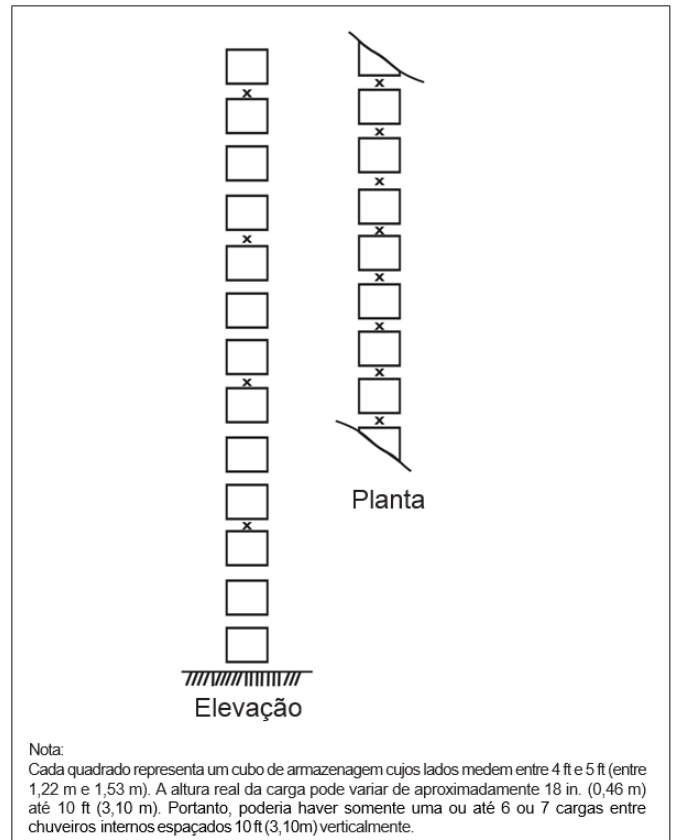 Planta
Elevação
Nota:
Cada quadrado representa um cubo de armazenagem cujos lados medem entre 4 ft e 5 ft (entre
1,22 m e 1,53 m). A altura real da carga pode variar de aproximadamente 18 in. (0,46 m)
até 10 ft (3,10 m). Portanto, poderia haver somente uma ou até 6 ou 7 cargas entre
chuveiros internos espaçados 10 ft (3,10m) verticalmente.